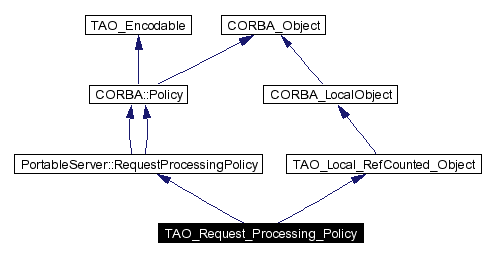 TAO_Encodable
CORBA_Object
CORBA::Policy
CORBA_LocalObject
PortableServer::RequestProcessingPolicy
TAO_Local_RefCounted_Object
TAO_Request_Processing_Policy